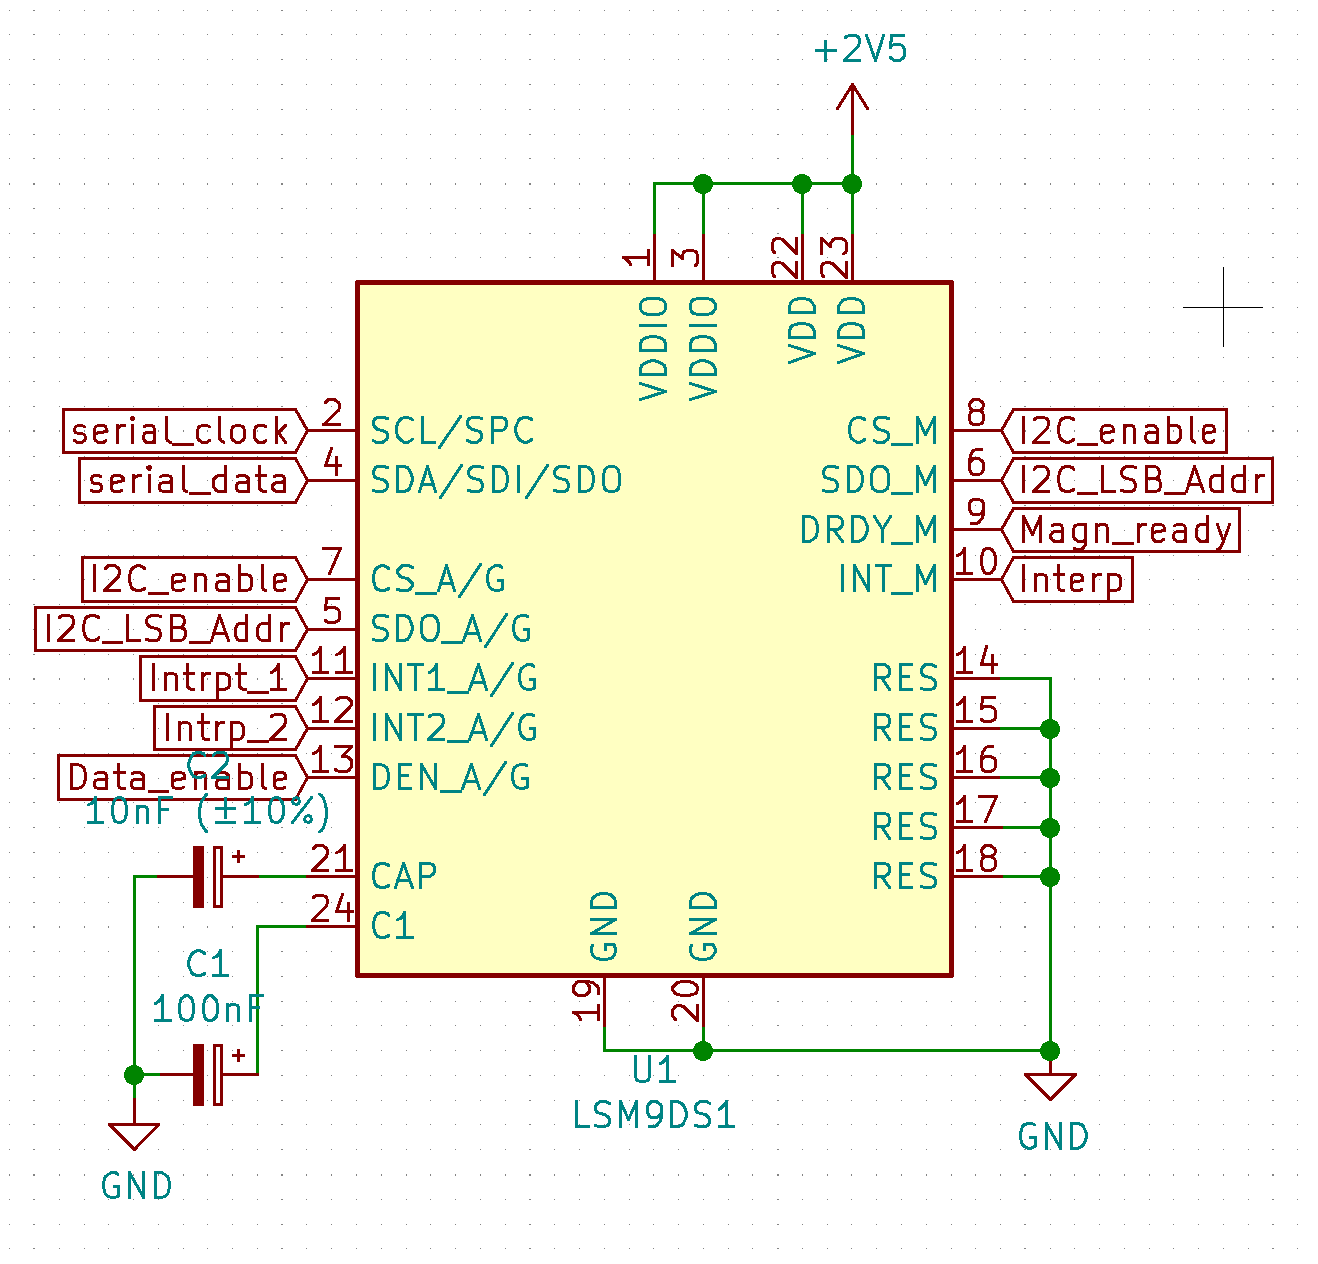 +2V5
1
3
22
23
VDDIO
VDDIO
VDD
VDD
serial_clock
2
SCL/SPC
serial_data
4
SDA/SDI/SDO
I2C_enable
7
CS_A/G
I2C_LSB_Addr
5
SDO_A/G
Intrpt_1
11
INT1_A/G
Intrp_2
12
INT2_A/G
Data_enable
13
DEN_A/G
C2
10nF (±10%)
+
21
CAP
24
C1
C1
100nF
+
GND
CS_M
8
I2C_enable
SDO_M
6
I2C_LSB_Addr
DRDY_M
9
Magn_ready
INT_M
10
Interp
RES
14
RES
15
RES
16
RES
17
RES
18
GND
GND
19
20
U1
LSM9DS1
GND